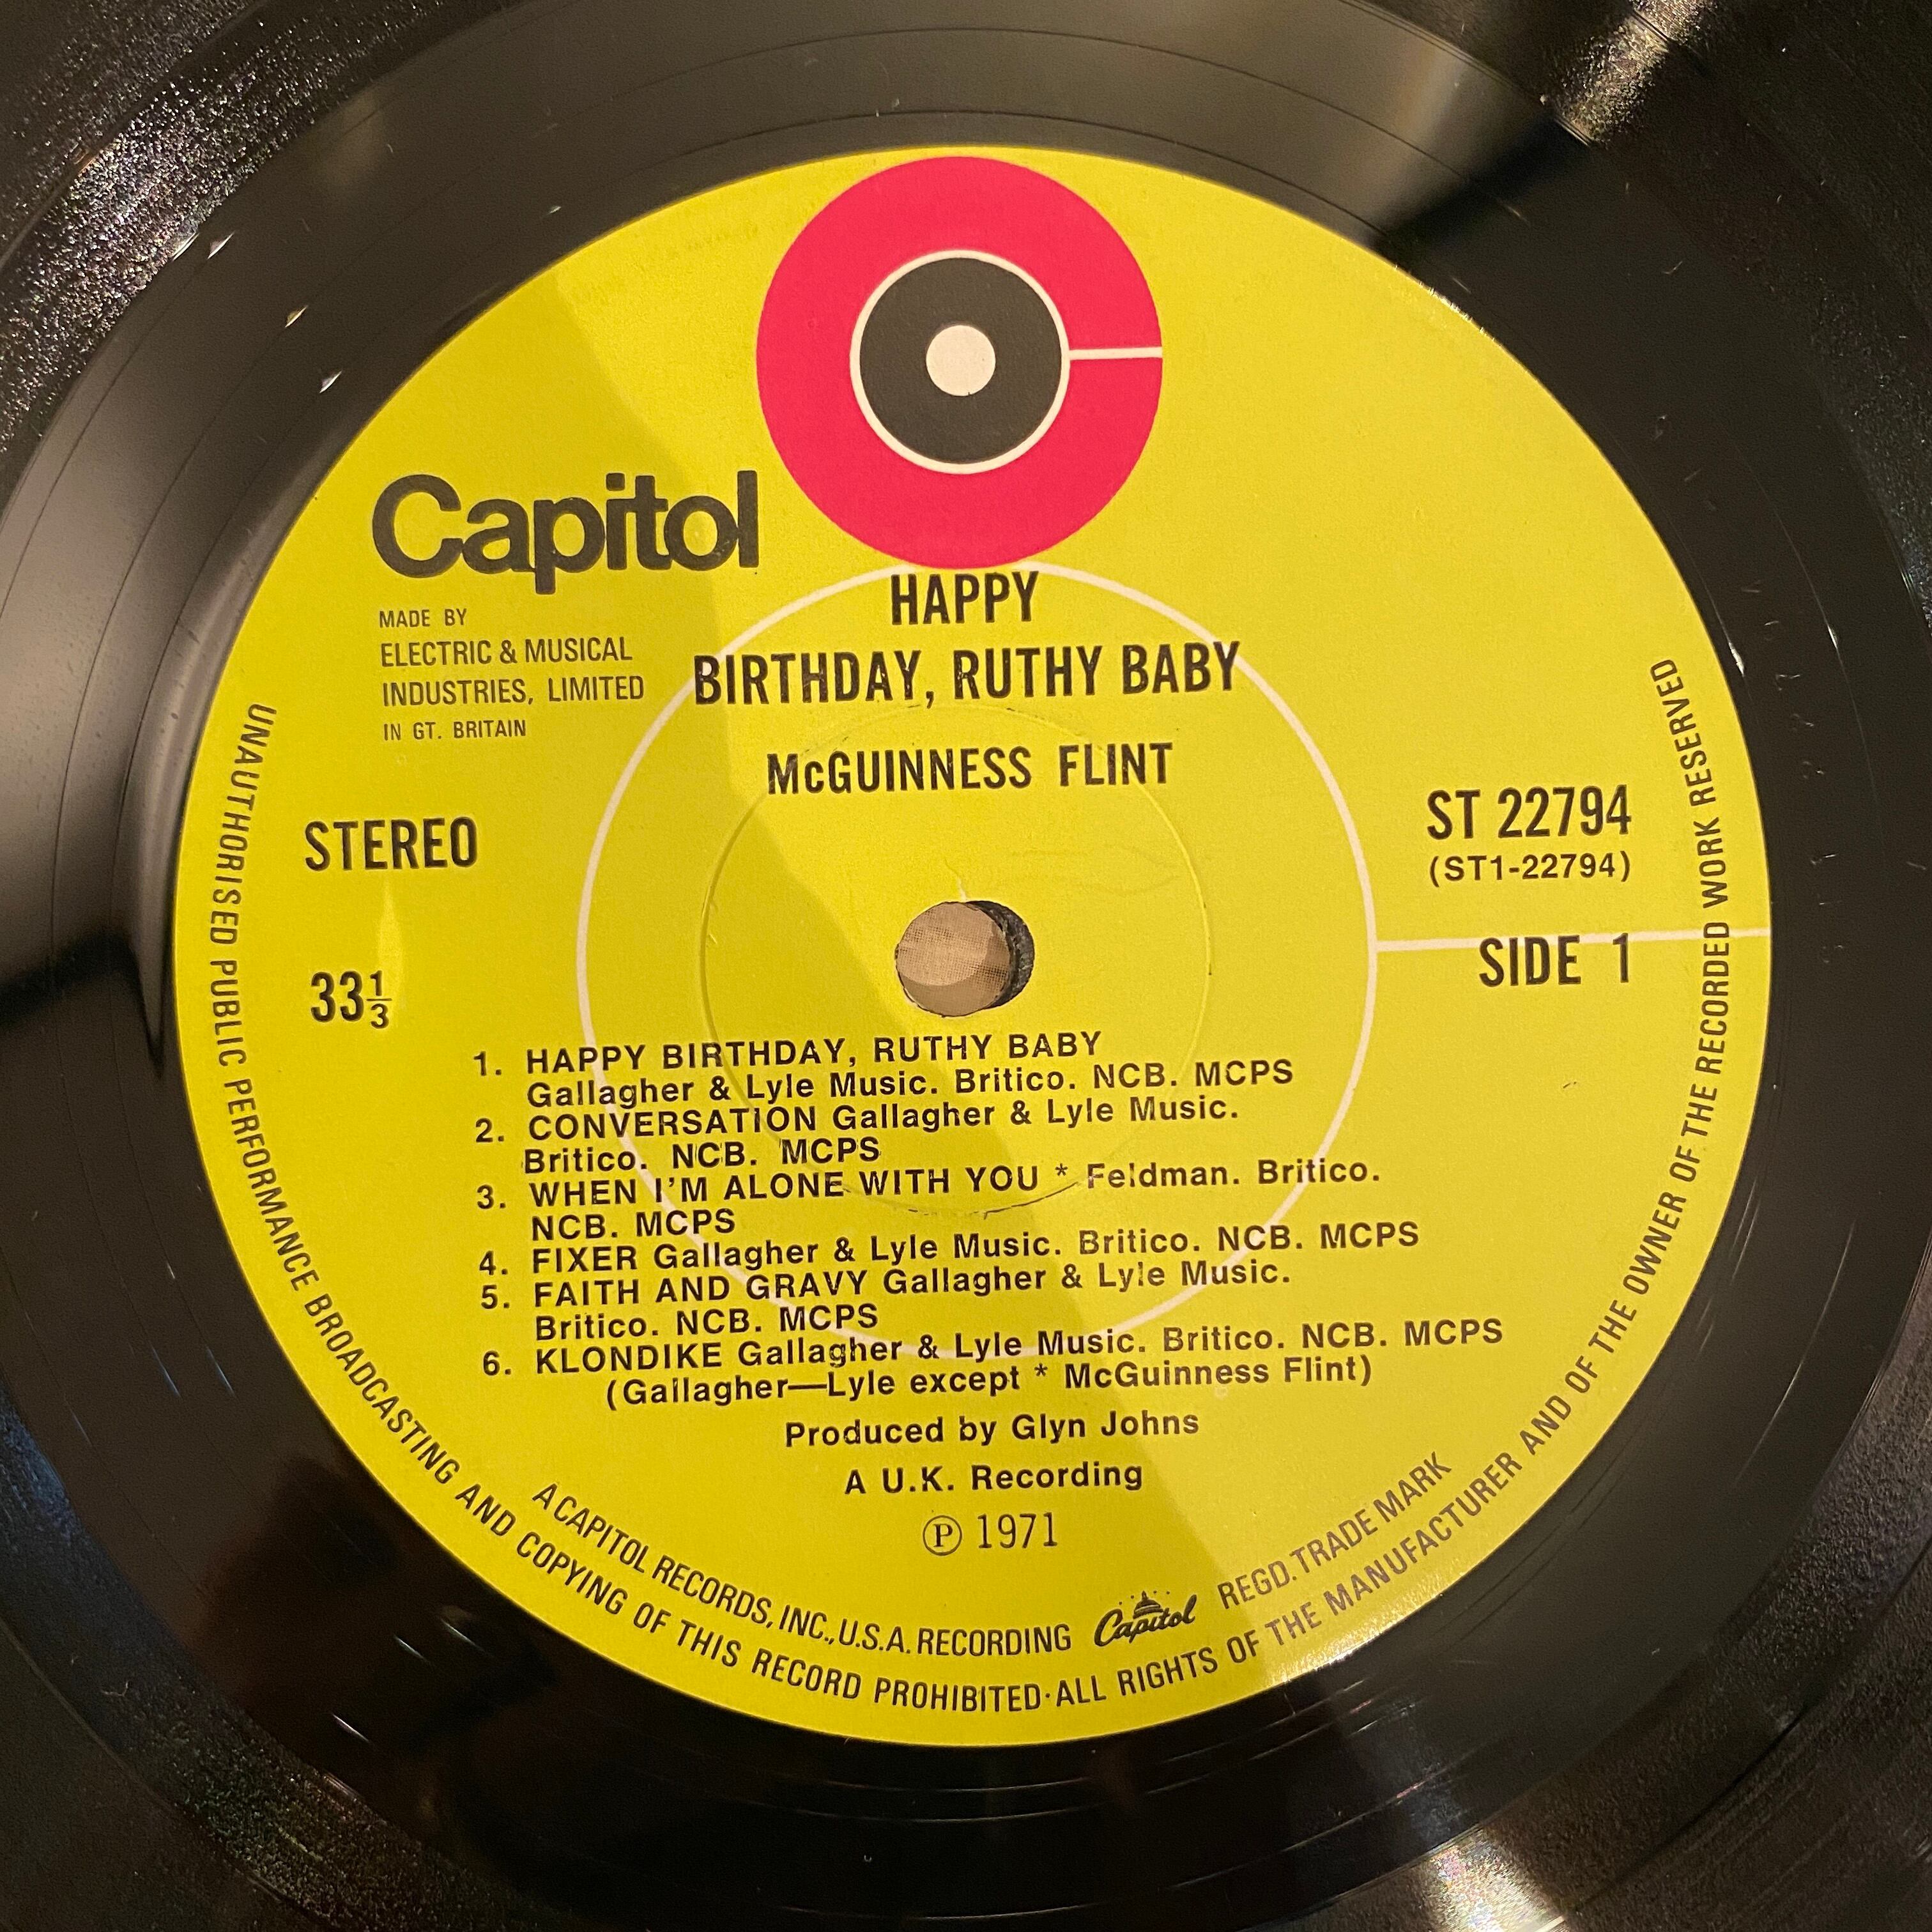 Capitol
MADE BY
ELECTRIC & MUSICAL
INDUSTRIES, LIMITED
IN GT. BRITAIN
HAPPY
BIRTHDAY, RUTHY BABY
McGUINNESS FLINT
STEREO
33⅓
ST 22794
(ST1-22794)
SIDE 1
1. HAPPY BIRTHDAY, RUTHY BABY
Gallagher & Lyle Music. Britico. NCB. MCPS
2. CONVERSATION Gallagher & Lyle Music.
Britico. NCB. MCPS
3. WHEN I'M ALONE WITH YOU * Feldman. Britico.
NCB. MCPS
4. FIXER Gallagher & Lyle Music. Britico. NCB. MCPS
5. FAITH AND GRAVY Gallagher & Lyle Music.
Britico. NCB. MCPS
6. KLONDIKE Gallagher & Lyle Music. Britico. NCB. MCPS
(Gallagher—Lyle except * McGuinness Flint)
Produced by Glyn Johns
A U.K. Recording
℗ 1971
A CAPITOL RECORDS, INC., U.S.A. RECORDING Capitol REGD. TRADE MARK
UNAUTHORISED PUBLIC PERFORMANCE BROADCASTING AND COPYING OF THIS RECORD PROHIBITED·ALL RIGHTS OF THE MANUFACTURER AND OF THE OWNER OF THE RECORDED WORK RESERVED